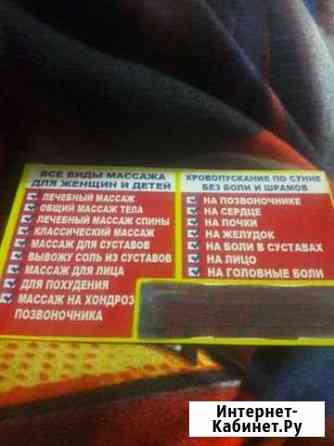 ВСЕ ВИДЫ МАССАЖА
ДЛЯ ЖЕНЩИН И ДЕТЕЙ
ЛЕЧЕБНЫЙ МАССАЖ
ОБЩИЙ МАССАЖ ТЕЛА
ЛЕЧЕБНЫЙ МАССАЖ СПИНЫ
КЛАССИЧЕСКИЙ МАССАЖ
МАССАЖ ДЛЯ СУСТАВОВ
ВЫВОЖУ СОЛЬ ИЗ СУСТАВОВ
МАССАЖ ДЛЯ ЛИЦА
ДЛЯ ПОХУДЕНИЯ
МАССАЖ НА ХОНДРОЗ
ПОЗВОНОЧНИКА
КРОВОПУСКАНИЕ ПО СУННЕ
БЕЗ БОЛИ И ШРАМОВ
НА ПОЗВОНОЧНИКЕ
НА СЕРДЦЕ
НА ПОЧКИ
НА ЖЕЛУДОК
НА БОЛИ В СУСТАВАХ
НА ЛИЦО
НА ГОЛОВНЫЕ БОЛИ
Интернет-
Кабинет.Ру